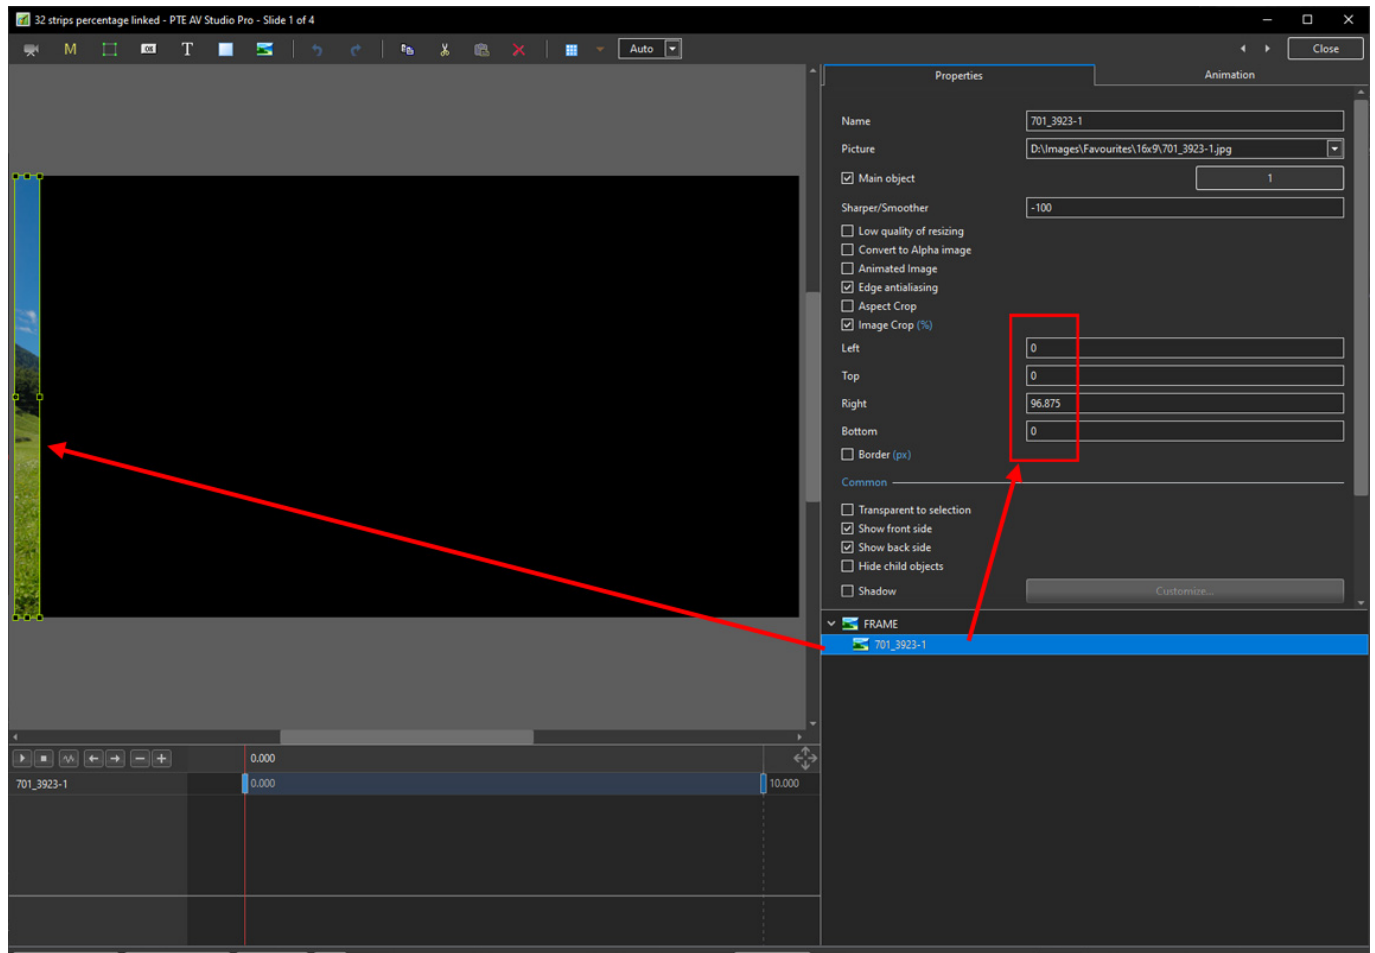 32 strips percentage linked - PTE AV Studio Pro - Slide 1 of 4
M OK T Auto Close
Properties Animation
Name 701_3923-1
Picture D:\Images\Favourites\16x9\701_3923-1.jpg
Main object 1
Sharper/Smoother -100
Low quality of resizing
Convert to Alpha image
Animated Image
Edge antialiasing
Aspect Crop
Image Crop (%)
Left 0
Top 0
Right 96.875
Bottom 0
Border (px)
Common
Transparent to selection
Show front side
Show back side
Hide child objects
Shadow Customize...
FRAME
701_3923-1
0.000
701_3923-1 0.000 10.000